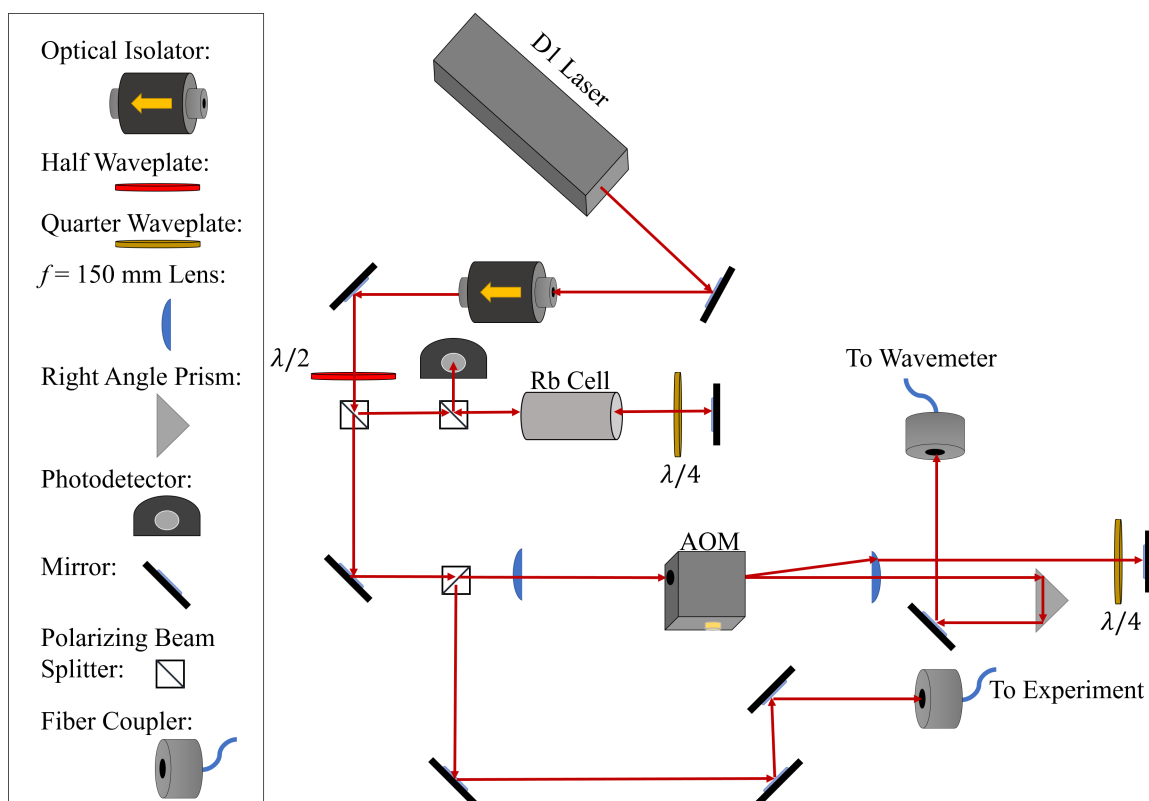 Optical Isolator:
Half Waveplate:
Quarter Waveplate:
f = 150 mm Lens:
Right Angle Prism:
Photodetector:
Mirror:
Polarizing Beam
Splitter:
Fiber Coupler:
D1 Laser
λ/2
Rb Cell
λ/4
To Wavemeter
AOM
λ/4
To Experiment